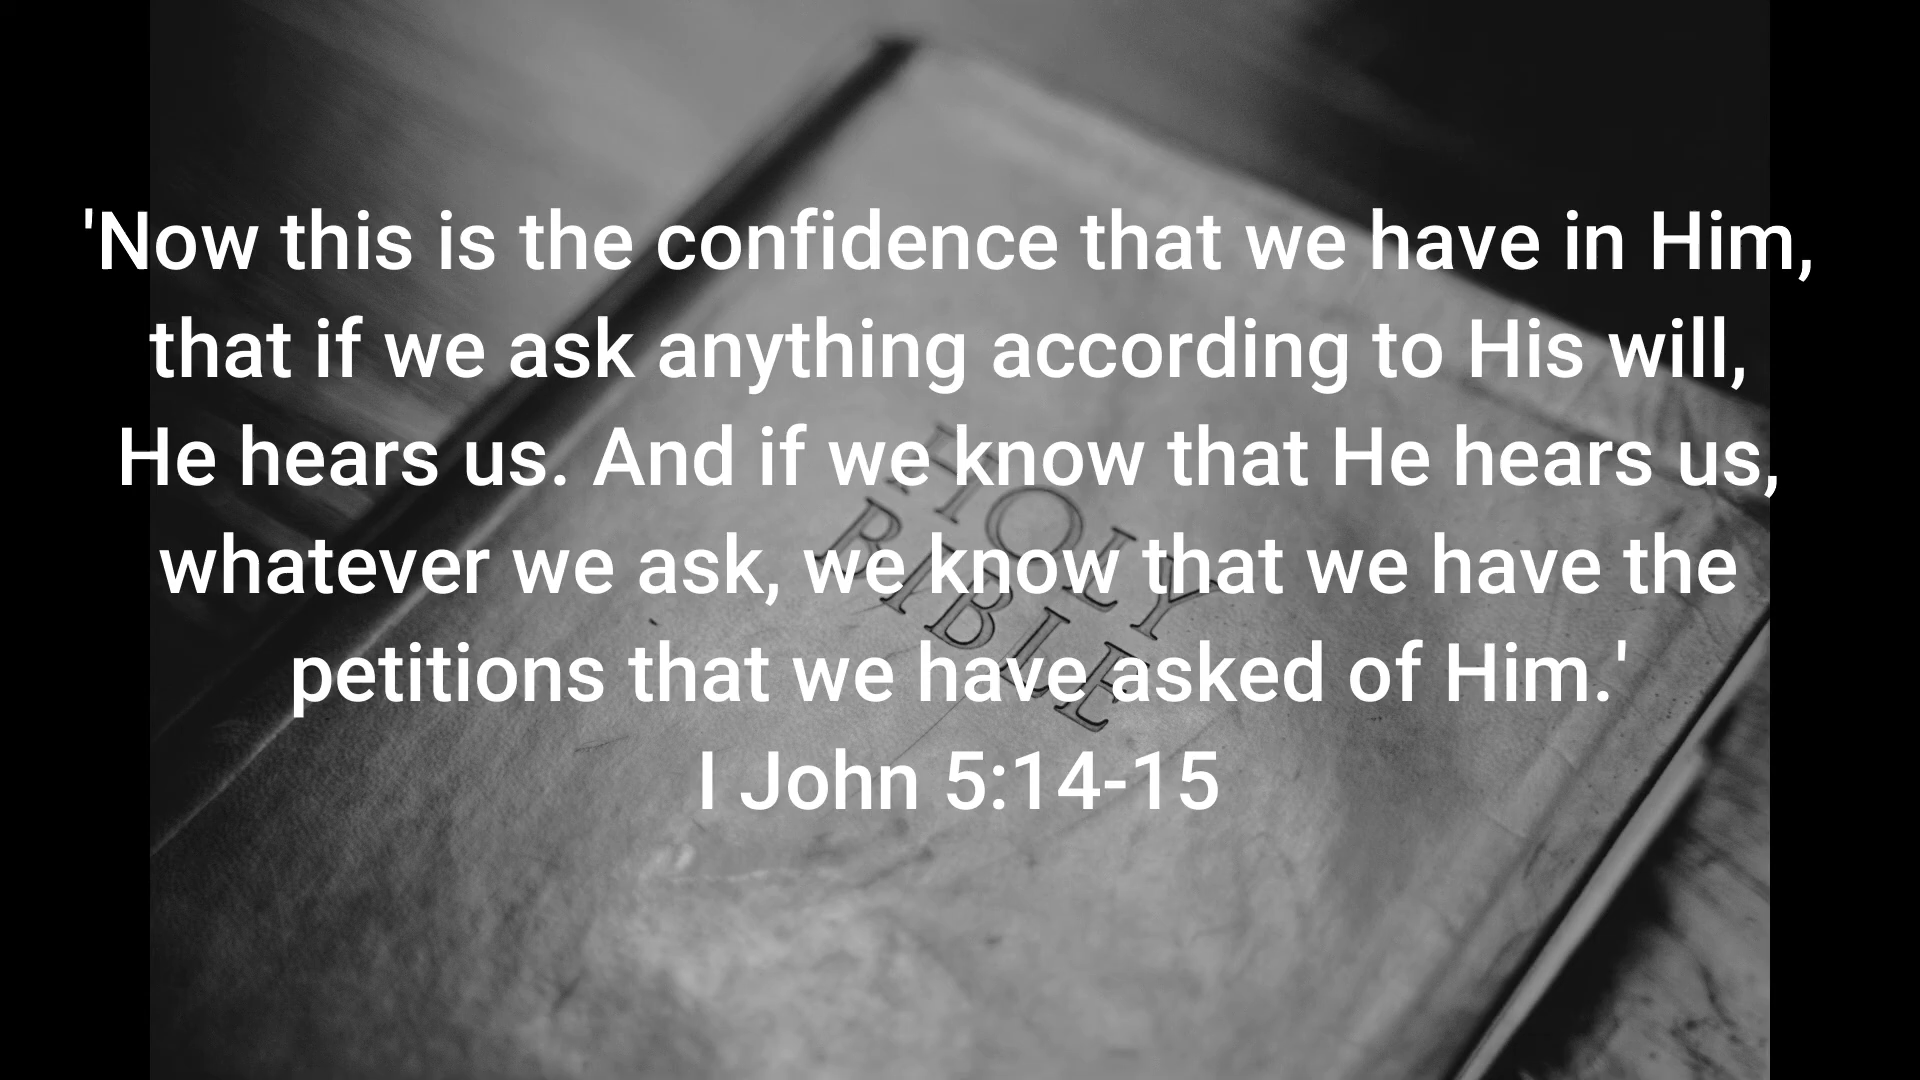 'Now this is the confidence that we have in Him,
that if we ask anything according to His will,
He hears us. And if we know that He hears us,
whatever we ask, we know that we have the
petitions that we have asked of Him.'
I John 5:14-15
HOLY
BIBLE